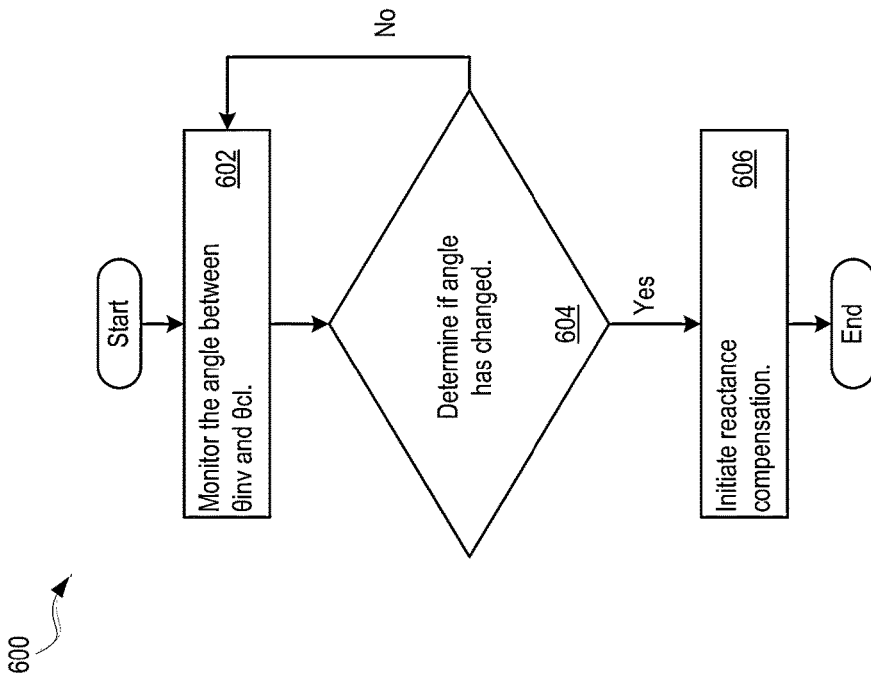 600
Start
Monitor the angle between
θinv and θcl.
602
No
Determine if angle
has changed.
604
Yes
Initiate reactance
compensation.
606
End